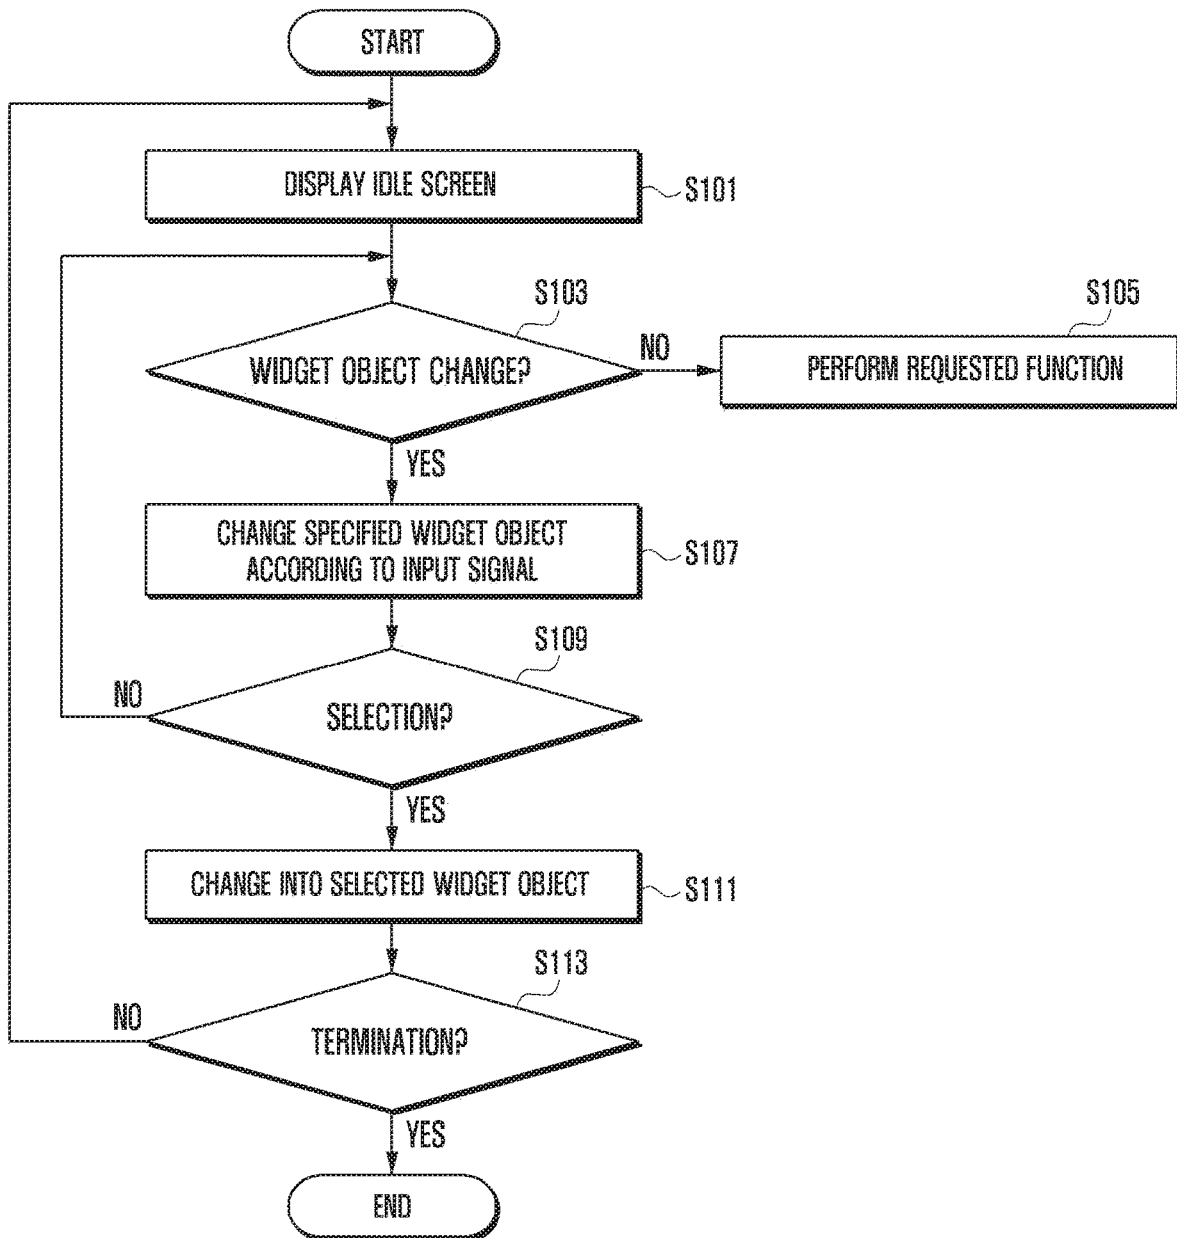 START
DISPLAY IDLE SCREEN
S101
S103
WIDGET OBJECT CHANGE?
NO
S105
PERFORM REQUESTED FUNCTION
YES
CHANGE SPECIFIED WIDGET OBJECT
ACCORDING TO INPUT SIGNAL
S107
S109
NO
SELECTION?
YES
CHANGE INTO SELECTED WIDGET OBJECT
S111
S113
NO
TERMINATION?
YES
END